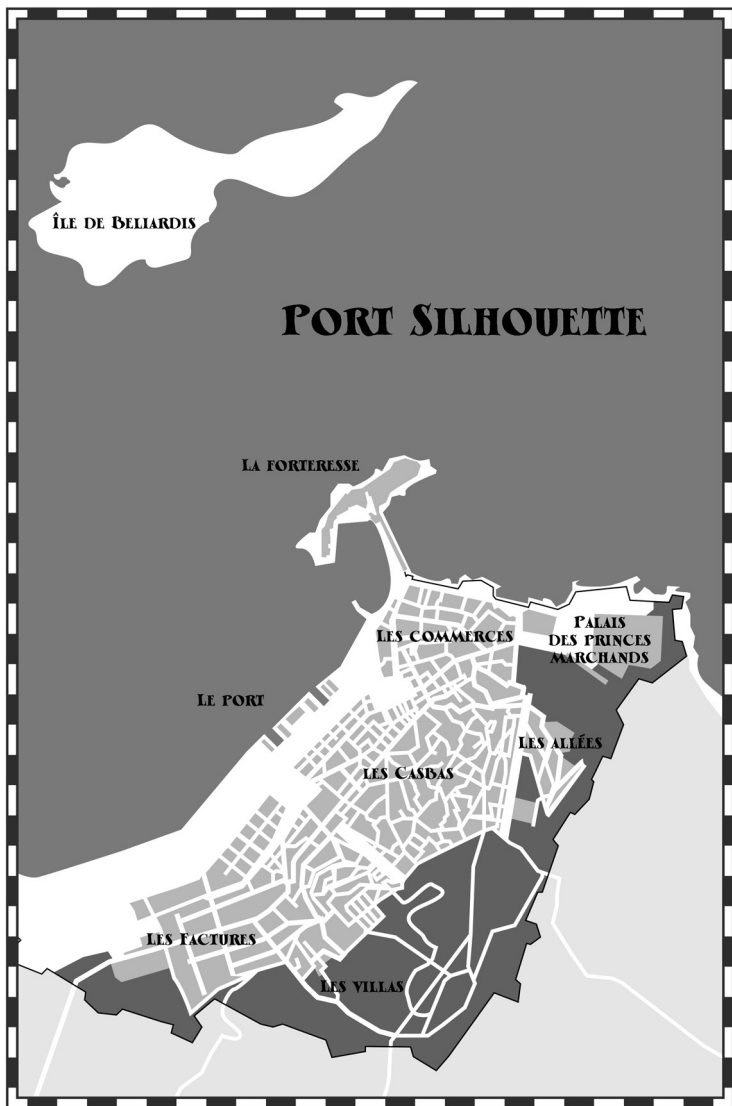 Île de Beliardis
Port Silhouette
La forteresse
Les commerces
Palais
des princes
marchands
Le port
Les allées
les Casbas
Les Factures
Les villas